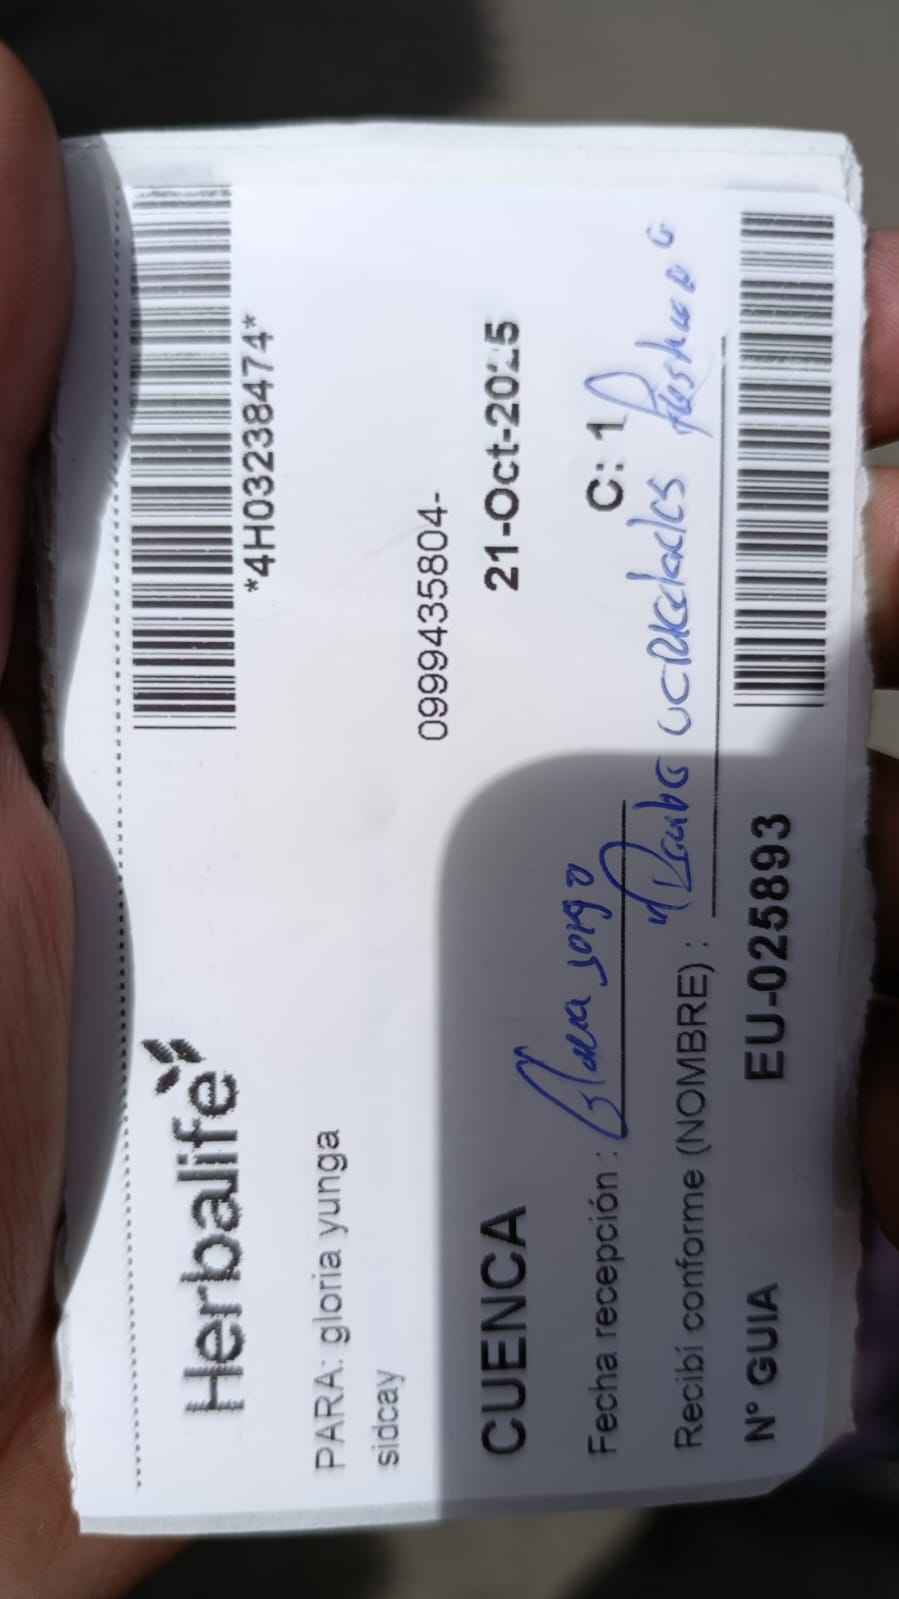 *4H03238474*
Herbalife
PARA: gloria yunga
sidcay
0999435804-
CUENCA
21-Oct-2025
Fecha recepción :
C: 1
Recibí conforme (NOMBRE) :
N° GUIA
EU-025893